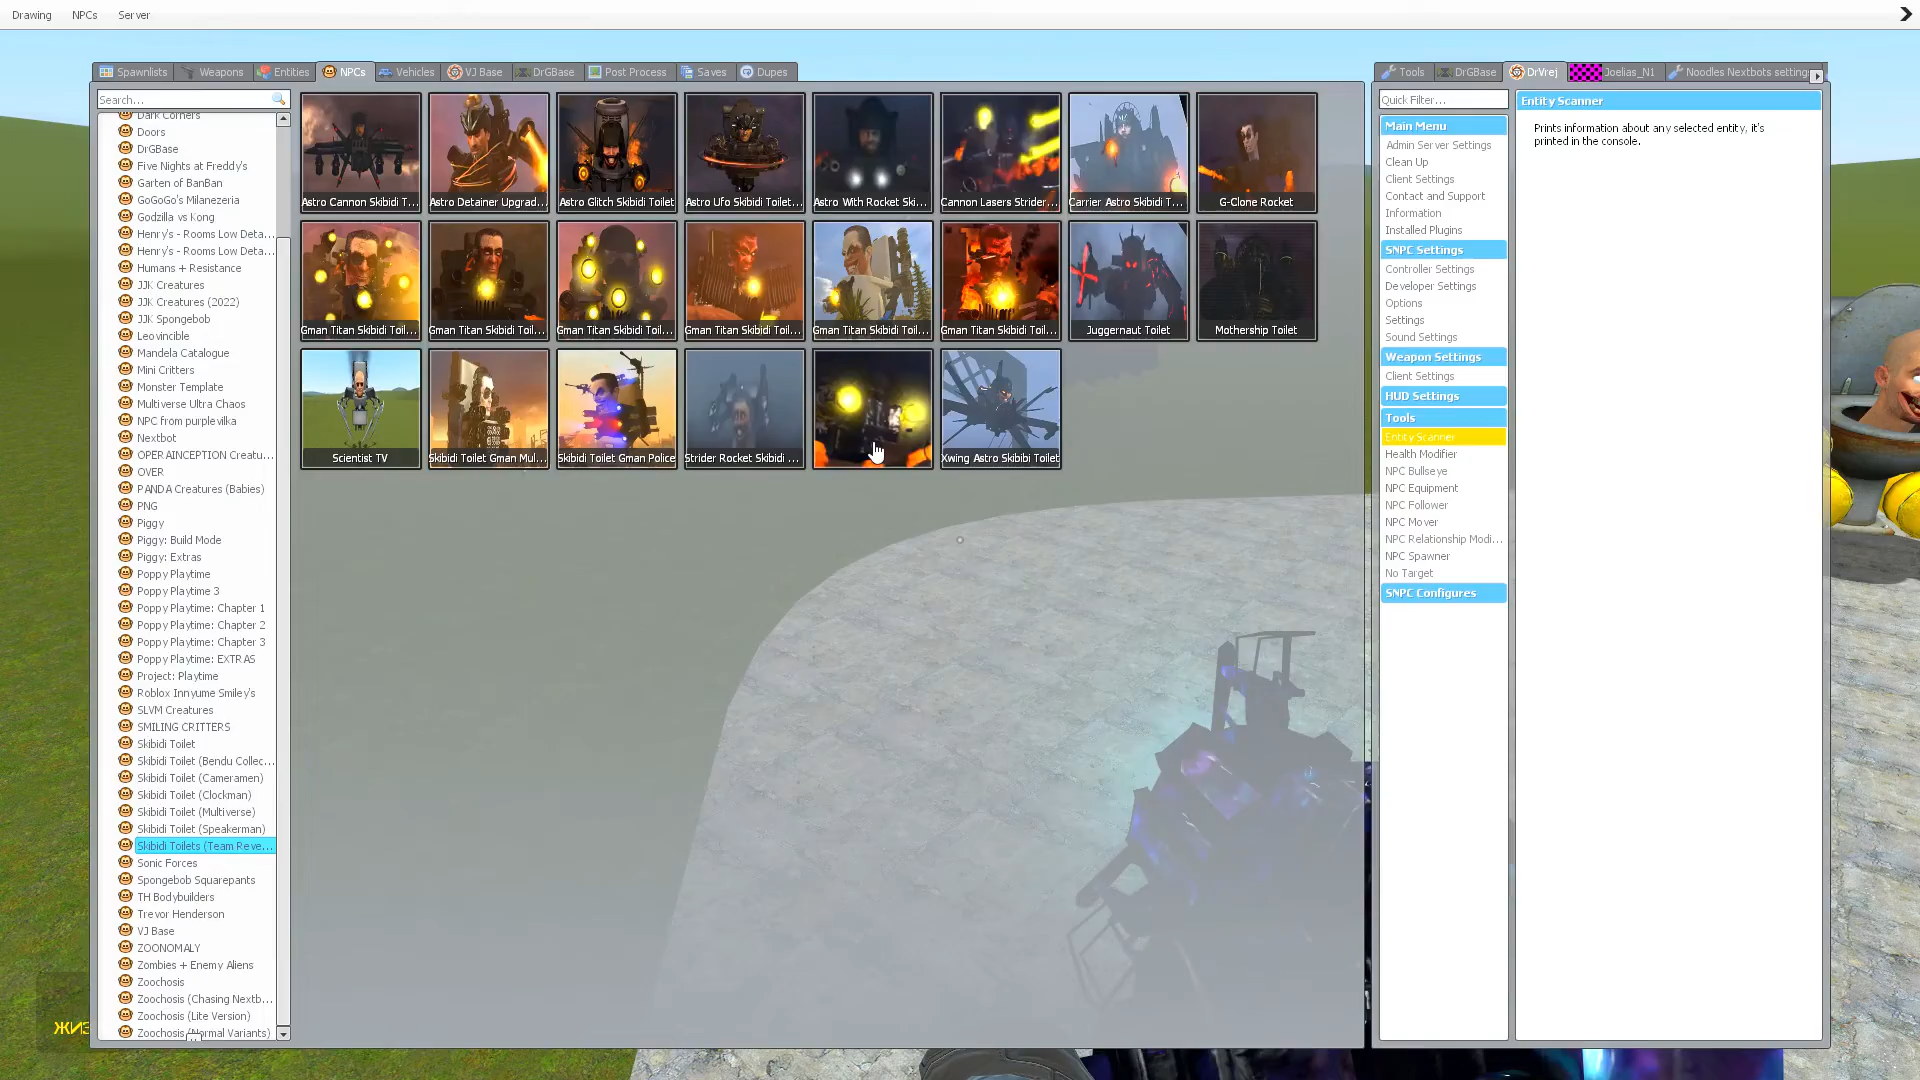 Drawing NPCs Server
Spawnlists Weapons Entities NPCs Vehicles VJ Base DrGBase Post Process Saves Dupes
Search...
Dark Corners
Doors
DrGBase
Five Nights at Freddy's
Garten of BanBan
GoGoGo's Milanezeria
Godzilla vs Kong
Henry's - Rooms Low Deta...
Henry's - Rooms Low Deta...
Humans + Resistance
JJK Creatures
JJK Creatures (2022)
JJK Spongebob
Leovincible
Mandela Catalogue
Mini Critters
Monster Template
Multiverse Ultra Chaos
NPC from purplevilka
Nextbot
OPERAINCEPTION Creatu...
OVER
PANDA Creatures (Babies)
PNG
Piggy
Piggy: Build Mode
Piggy: Extras
Poppy Playtime
Poppy Playtime 3
Poppy Playtime: Chapter 1
Poppy Playtime: Chapter 2
Poppy Playtime: Chapter 3
Poppy Playtime: EXTRAS
Project: Playtime
Roblox Innyume Smiley's
SLVM Creatures
SMILING CRITTERS
Skibidi Toilet
Skibidi Toilet (Bendu Collec...
Skibidi Toilet (Cameramen)
Skibidi Toilet (Clockman)
Skibidi Toilet (Multiverse)
Skibidi Toilet (Speakerman)
Skibidi Toilets (Team Reve...
Sonic Forces
Spongebob Squarepants
TH Bodybuilders
Trevor Henderson
VJ Base
ZOONOMALY
Zombies + Enemy Aliens
Zoochosis
Zoochosis (Chasing Nextb...
Zoochosis (Lite Version)
Zoochosis (Normal Variants)
Astro Cannon Skibidi T... Astro Detainer Upgrad... Astro Glitch Skibidi Toilet Astro Ufo Skibidi Toilet... Astro With Rocket Ski... Cannon Lasers Strider... Carrier Astro Skibidi T... G-Clone Rocket
Gman Titan Skibidi Toil... Gman Titan Skibidi Toil... Gman Titan Skibidi Toil... Gman Titan Skibidi Toil... Gman Titan Skibidi Toil... Gman Titan Skibidi Toil... Juggernaut Toilet Mothership Toilet
Scientist TV Skibidi Toilet Gman Mul... Skibidi Toilet Gman Police Strider Rocket Skibidi ... Xwing Astro Skibibi Toilet
Tools DrGBase DrVrej Joelias_N1 Noodles Nextbots setting
Quick Filter...
Main Menu
Admin Server Settings
Clean Up
Client Settings
Contact and Support
Information
Installed Plugins
SNPC Settings
Controller Settings
Developer Settings
Options
Settings
Sound Settings
Weapon Settings
Client Settings
HUD Settings
Tools
Entity Scanner
Health Modifier
NPC Bullseye
NPC Equipment
NPC Follower
NPC Mover
NPC Relationship Modi...
NPC Spawner
No Target
SNPC Configures
Entity Scanner
Prints information about any selected entity, it's
printed in the console.
ЖИЗ